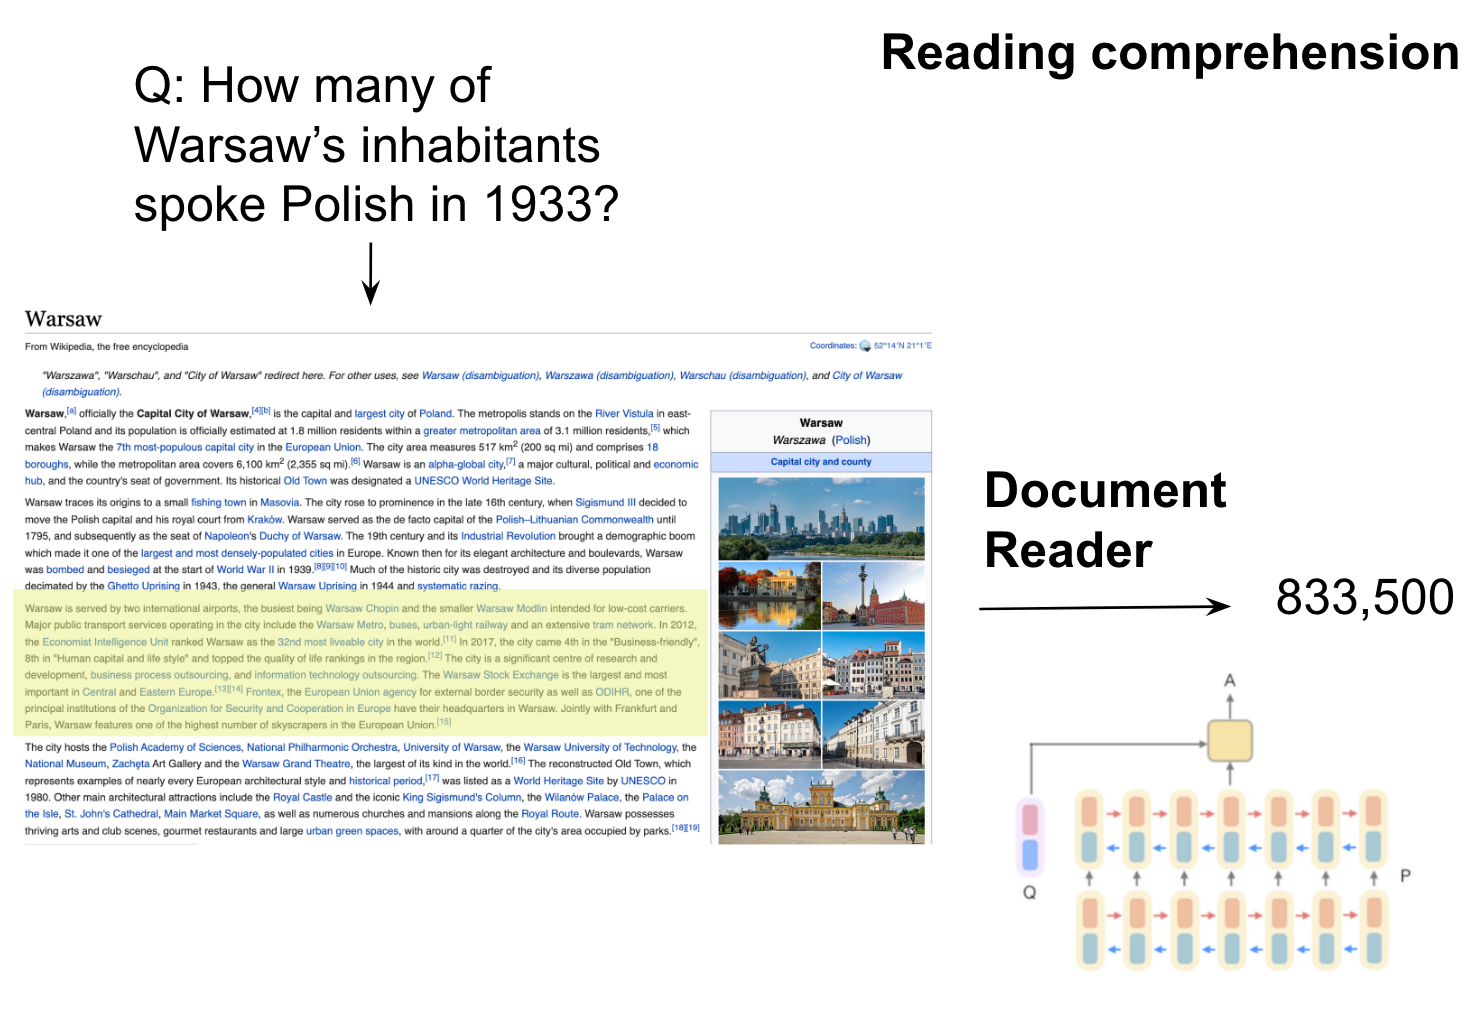 Reading comprehension
Q: How many of
Warsaw’s inhabitants
spoke Polish in 1933?
Warsaw
From Wikipedia, the free encyclopedia
Coordinates: 52°14'N 21°1'E
"Warszawa", "Warschau", and "City of Warsaw" redirect here. For other uses, see Warsaw (disambiguation), Warszawa (disambiguation), Warschau (disambiguation), and City of Warsaw
(disambiguation).
Warsaw,[a] officially the Capital City of Warsaw,[4][b] is the capital and largest city of Poland. The metropolis stands on the River Vistula in east-
central Poland and its population is officially estimated at 1.8 million residents within a greater metropolitan area of 3.1 million residents,[5] which
makes Warsaw the 7th most-populous capital city in the European Union. The city area measures 517 km2 (200 sq mi) and comprises 18
boroughs, while the metropolitan area covers 6,100 km2 (2,355 sq mi).[6] Warsaw is an alpha-global city,[7] a major cultural, political and economic
hub, and the country's seat of government. Its historical Old Town was designated a UNESCO World Heritage Site.
Warsaw traces its origins to a small fishing town in Masovia. The city rose to prominence in the late 16th century, when Sigismund III decided to
move the Polish capital and his royal court from Kraków. Warsaw served as the de facto capital of the Polish–Lithuanian Commonwealth until
1795, and subsequently as the seat of Napoleon's Duchy of Warsaw. The 19th century and its Industrial Revolution brought a demographic boom
which made it one of the largest and most densely-populated cities in Europe. Known then for its elegant architecture and boulevards, Warsaw
was bombed and besieged at the start of World War II in 1939.[8][9][10] Much of the historic city was destroyed and its diverse population
decimated by the Ghetto Uprising in 1943, the general Warsaw Uprising in 1944 and systematic razing.
Warsaw is served by two international airports, the busiest being Warsaw Chopin and the smaller Warsaw Modlin intended for low-cost carriers.
Major public transport services operating in the city include the Warsaw Metro, buses, urban-light railway and an extensive tram network. In 2012,
the Economist Intelligence Unit ranked Warsaw as the 32nd most liveable city in the world.[11] In 2017, the city came 4th in the "Business-friendly",
8th in "Human capital and life style" and topped the quality of life rankings in the region.[12] The city is a significant centre of research and
development, business process outsourcing, and information technology outsourcing. The Warsaw Stock Exchange is the largest and most
important in Central and Eastern Europe.[13][14] Frontex, the European Union agency for external border security as well as ODIHR, one of the
principal institutions of the Organization for Security and Cooperation in Europe have their headquarters in Warsaw. Jointly with Frankfurt and
Paris, Warsaw features one of the highest number of skyscrapers in the European Union.[15]
The city hosts the Polish Academy of Sciences, National Philharmonic Orchestra, University of Warsaw, the Warsaw University of Technology, the
National Museum, Zachęta Art Gallery and the Warsaw Grand Theatre, the largest of its kind in the world.[16] The reconstructed Old Town, which
represents examples of nearly every European architectural style and historical period,[17] was listed as a World Heritage Site by UNESCO in
1980. Other main architectural attractions include the Royal Castle and the iconic King Sigismund's Column, the Wilanów Palace, the Palace on
the Isle, St. John's Cathedral, Main Market Square, as well as numerous churches and mansions along the Royal Route. Warsaw possesses
thriving arts and club scenes, gourmet restaurants and large urban green spaces, with around a quarter of the city's area occupied by parks.[18][19]
Warsaw
Warszawa (Polish)
Capital city and county
Document
Reader
833,500
A
Q
P